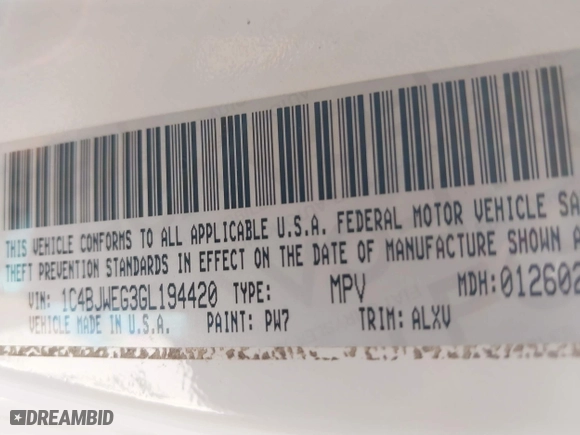 THIS VEHICLE CONFORMS TO ALL APPLICABLE U.S.A. FEDERAL MOTOR VEHICLE SA
THEFT PREVENTION STANDARDS IN EFFECT ON THE DATE OF MANUFACTURE SHOWN A
VIN: 1C4BJWEG3GL194420 TYPE: MPV MDH:012602
VEHICLE MADE IN U.S.A. PAINT: PW7 TRIM: ALXV
DREAMBID